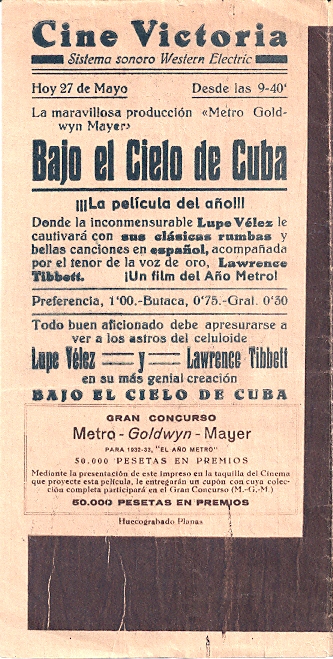 Cine Victoria
Sistema sonoro Western Electric
Hoy 27 de Mayo Desde las 9-40'
La maravillosa producción «Metro Gold-
wyn Mayer»
Bajo el Cielo de Cuba
¡¡¡La película del año!!!
Donde la inconmensurable Lupe Vélez le
cautivará con sus clásicas rumbas y
bellas canciones en español, acompañada
por el tenor de la voz de oro, Lawrence
Tibbett. ¡Un film del Año Metro!
Preferencia, 1'00.-Butaca, 0'75.-Gral. 0'30
Todo buen aficionado debe apresurarse a
ver a los astros del celuloide
Lupe Vélez y Lawrence Tibbett
en su más genial creación
BAJO EL CIELO DE CUBA
GRAN CONCURSO
Metro - Goldwyn - Mayer
PARA 1932-33, "EL AÑO METRO"
50.000 PESETAS EN PREMIOS
Mediante la presentación de este impreso en la taquilla del Cinema
que proyecte esta película, le entregarán un cupón con cuya colec-
ción completa participará en el Gran Concurso (M.-G.-M.)
50.000 PESETAS EN PREMIOS
Huecograbado Planas